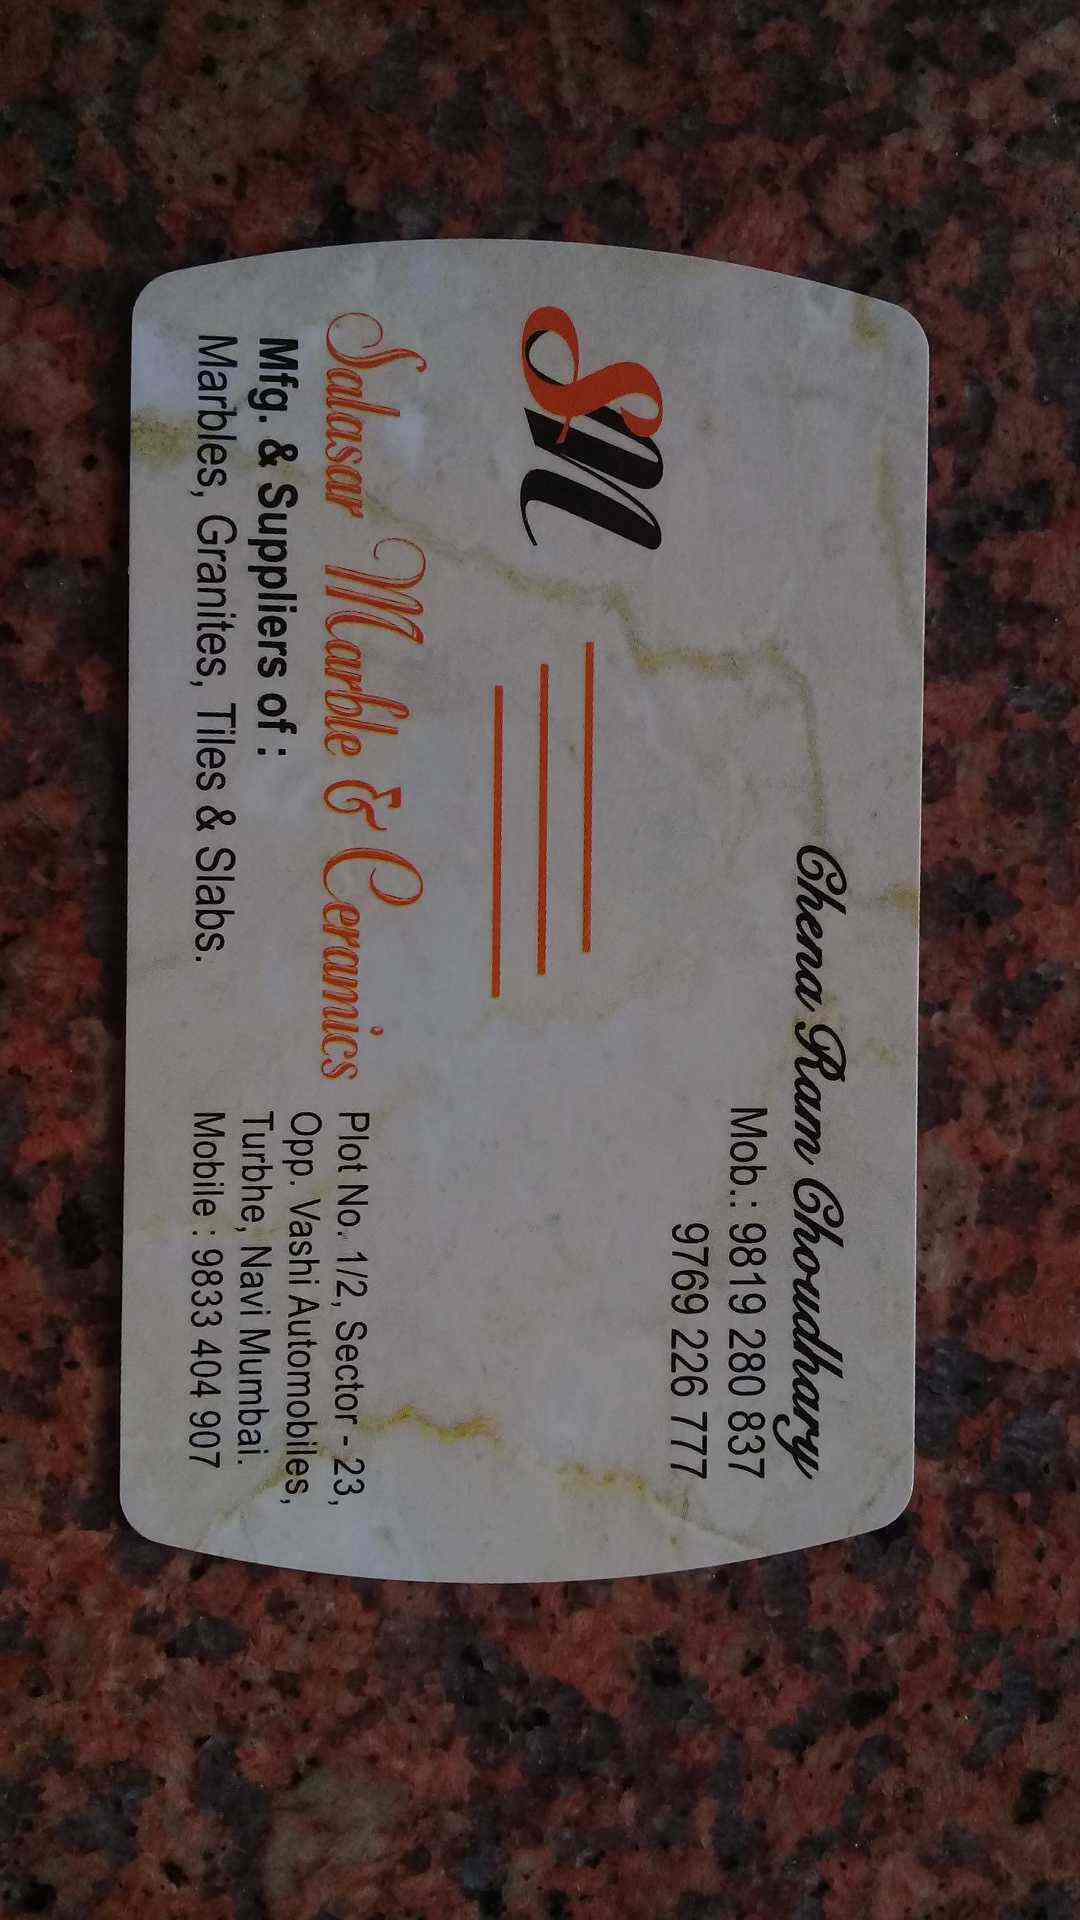 Chena Ram Choudhary
Mob.: 9819 280 837
9769 226 777
SM
Salasar Marble & Ceramics
Mfg. & Suppliers of :
Marbles, Granites, Tiles & Slabs.
Plot No. 1/2, Sector - 23,
Opp. Vashi Automobiles,
Turbhe, Navi Mumbai.
Mobile : 9833 404 907